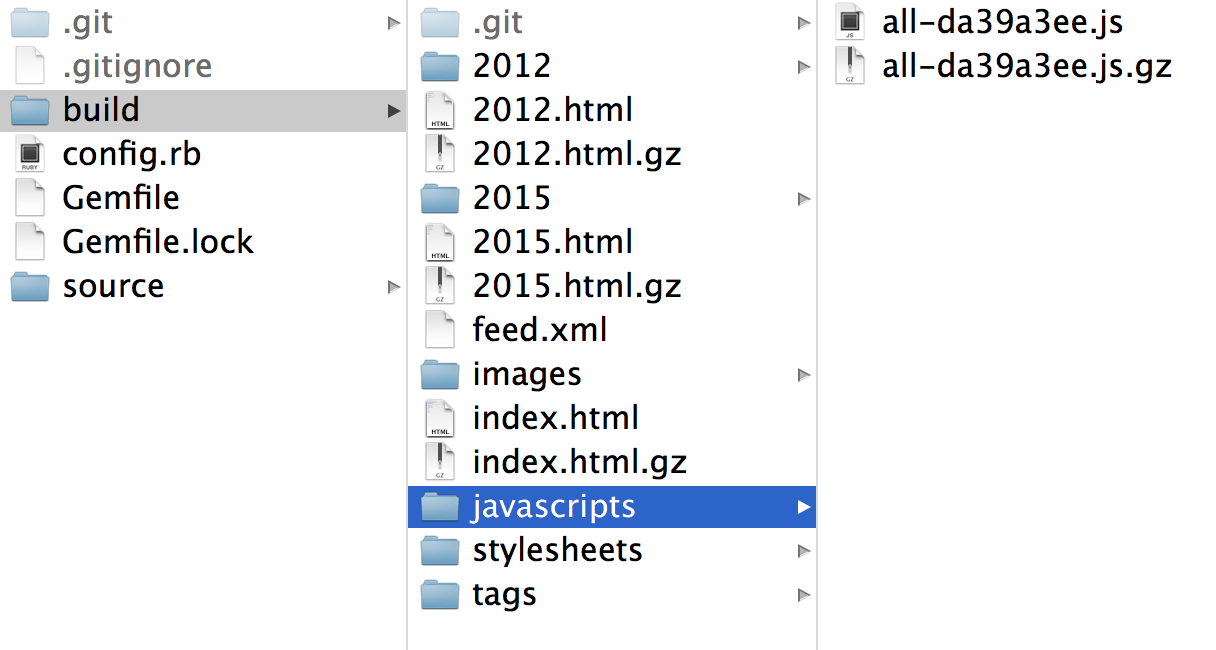 .git
.gitignore
build
config.rb
Gemfile
Gemfile.lock
source
.git
2012
2012.html
2012.html.gz
2015
2015.html
2015.html.gz
feed.xml
images
index.html
index.html.gz
javascripts
stylesheets
tags
all-da39a3ee.js
all-da39a3ee.js.gz
RUBY
HTML
GZ
HTML
GZ
HTML
GZ
JS
GZ